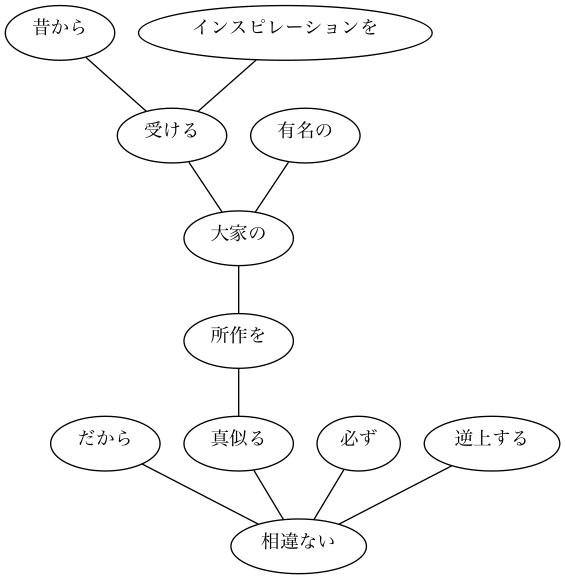 昔から
インスピレーションを
受ける
有名の
大家の
所作を
だから
真似る
必ず
逆上する
相違ない